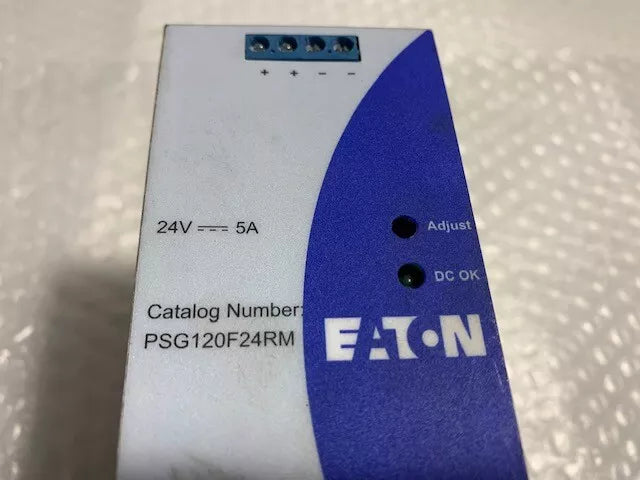 + + - -
24V ⎓ 5A
Adjust
DC OK
Catalog Number:
PSG120F24RM
EATON